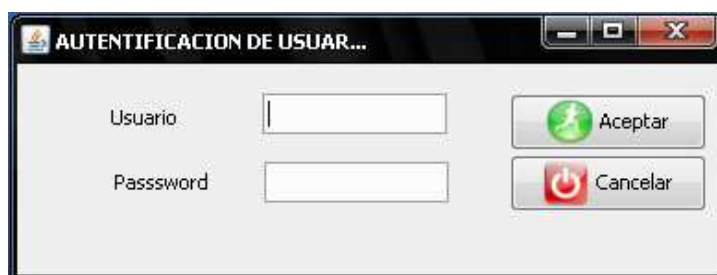 AUTENTIFICACION DE USUAR...
Usuario
Aceptar
Passsword
Cancelar